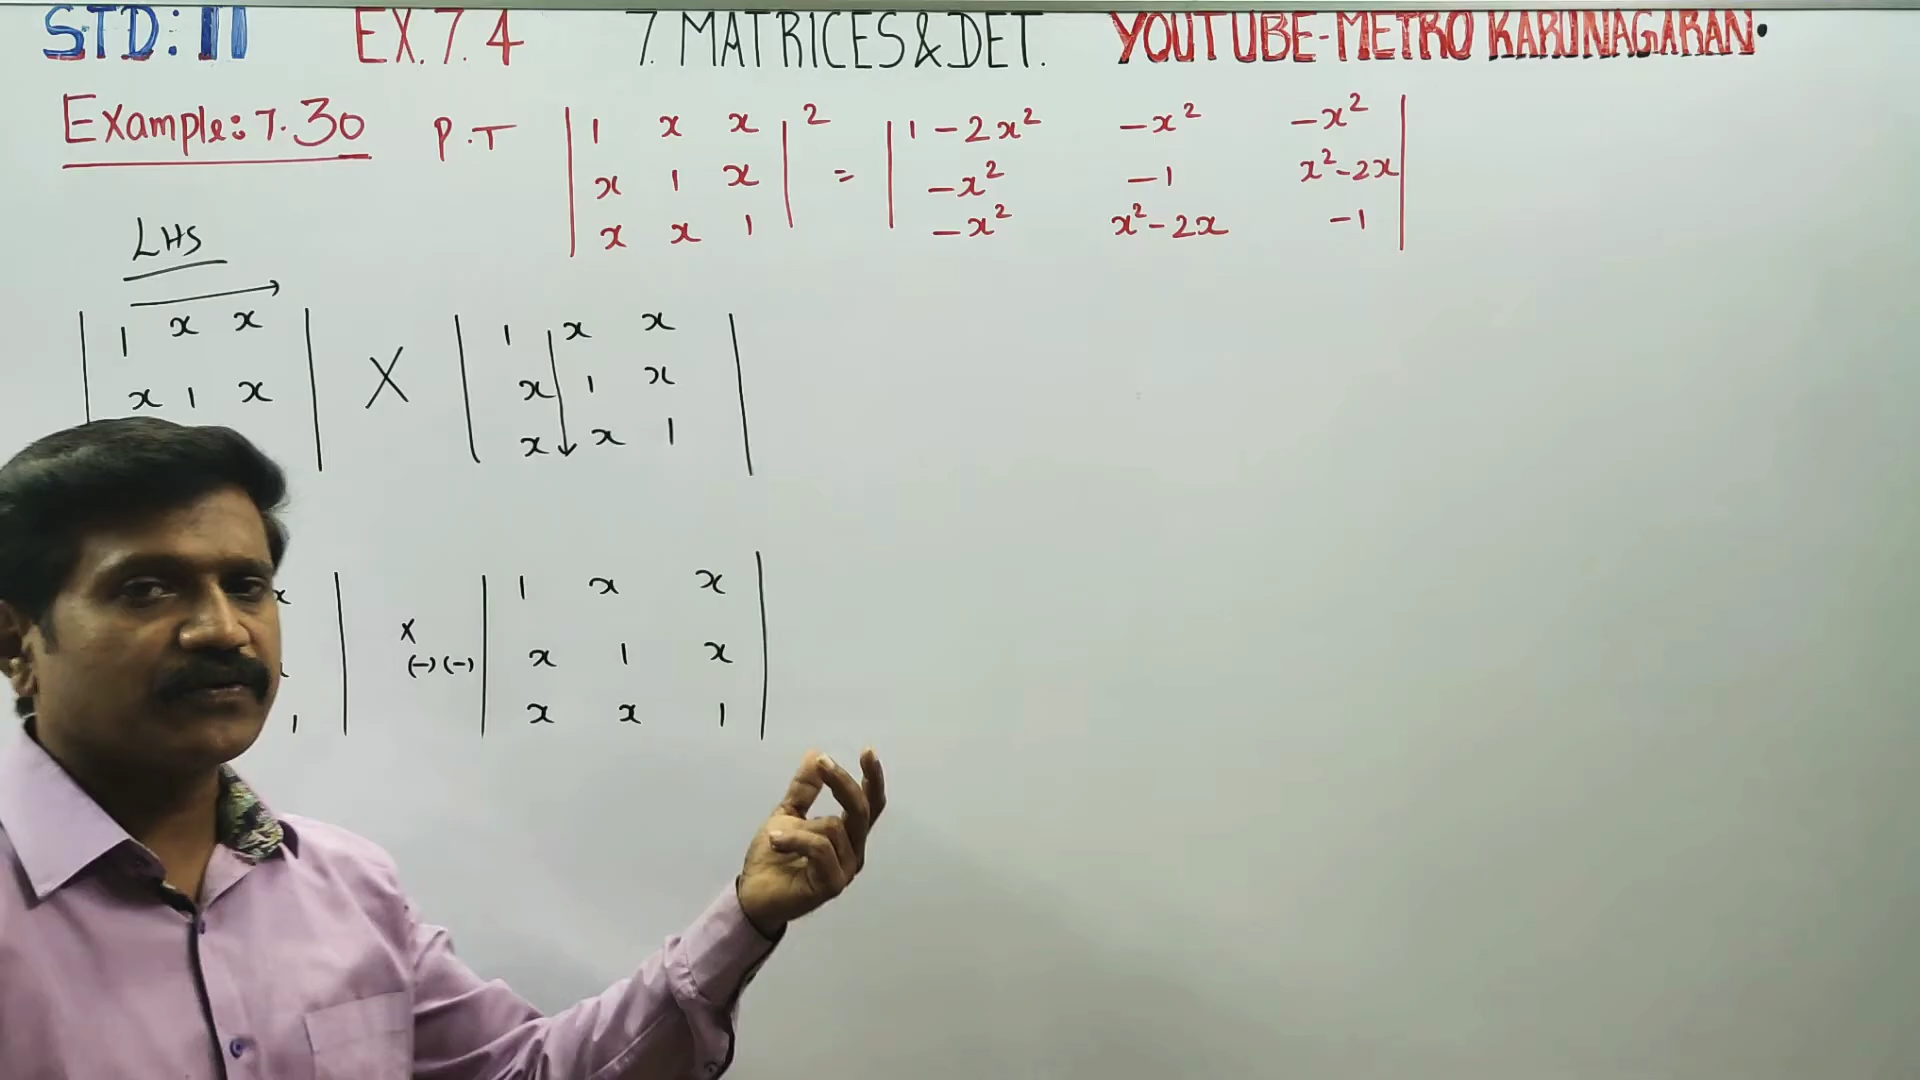 STD: 11 EX. 7. 4 7. MATRICES & DET. YOUTUBE-METRO KARUNAGARAN.
Example: 7.30 P.T | 1 x x |² = | 1-2x² -x² -x² |
| x 1 x | | -x² -1 x²-2x |
| x x 1 | | -x² x²-2x -1 |
LHS
| 1 x x | X | 1 x x |
| x 1 x | | x 1 x |
| x x 1 |
x | | 1 x x |
x (-)(-) | x 1 x |
1 | | x x 1 |